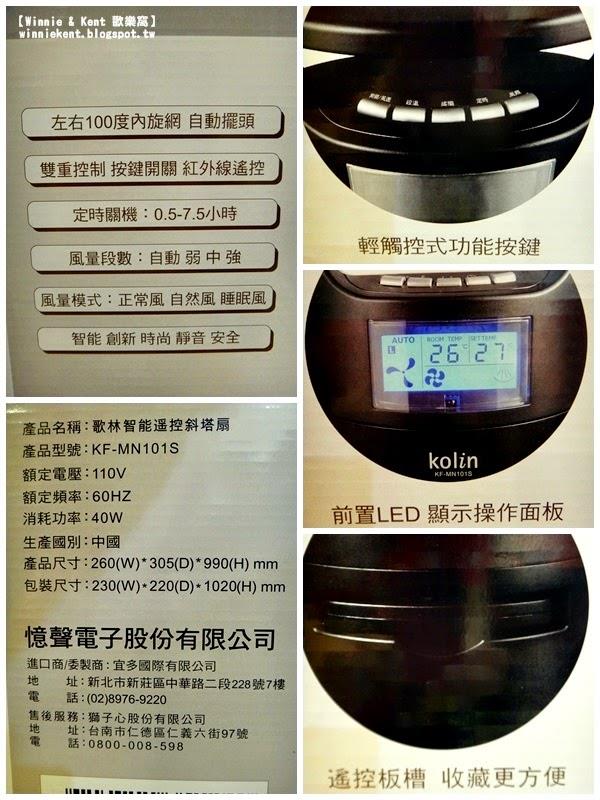 【Winnie & Kent 歡樂窩】
winniekent.blogspot.tw
左右100度內旋網 自動擺頭
雙重控制 按鍵開關 紅外線遙控
定時關機：0.5-7.5小時
風量段數：自動 弱 中 強
風量模式：正常風 自然風 睡眠風
智能 創新 時尚 靜音 安全
產品名稱：歌林智能遥控斜塔扇
產品型號：KF-MN101S
額定電壓：110V
額定頻率：60HZ
消耗功率：40W
生產國別：中國
產品尺寸：260(W)*305(D)*990(H) mm
包裝尺寸：230(W)*220(D)*1020(H) mm
憶聲電子股份有限公司
進口商/委製商：宜多國際有限公司
地 址：新北市新莊區中華路二段228號7樓
電 話：(02)8976-9220
售後服務：獅子心股份有限公司
地 址：台南市仁德區仁義六街97號
電 話：0800-008-598
定時
輕觸控式功能按鍵
AUTO ROOM TEMP SET TEMP
L 26℃ 27℃
kolin
KF-MN101S
前置LED 顯示操作面板
遙控板槽 收藏更方便